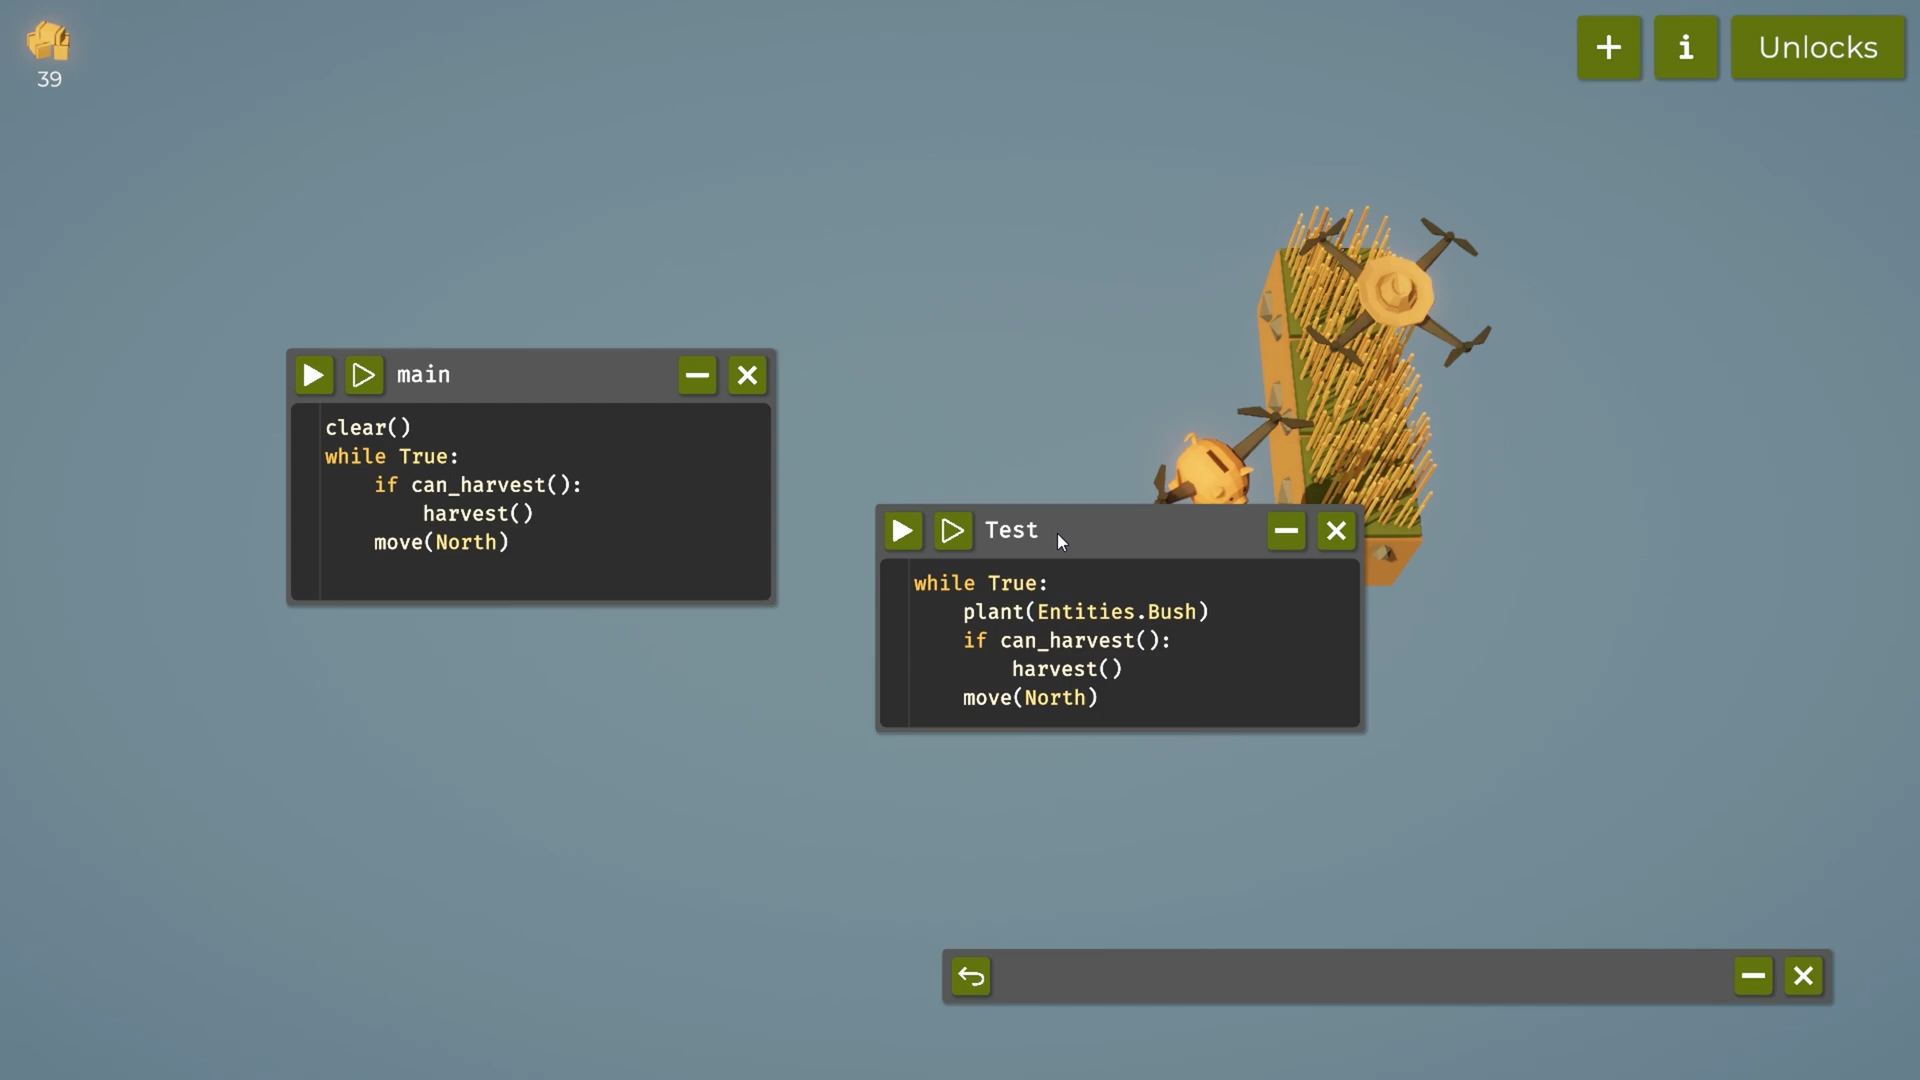 39
+ i Unlocks
main
clear()
while True:
    if can_harvest():
        harvest()
    move(North)
Test
while True:
    plant(Entities.Bush)
    if can_harvest():
        harvest()
    move(North)